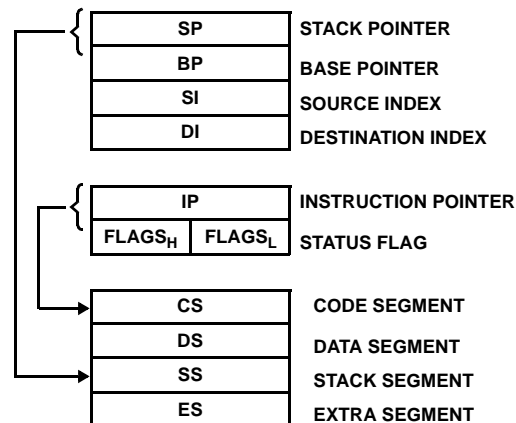 SP STACK POINTER
BP BASE POINTER
SI SOURCE INDEX
DI DESTINATION INDEX
IP INSTRUCTION POINTER
FLAGSH FLAGSL STATUS FLAG
CS CODE SEGMENT
DS DATA SEGMENT
SS STACK SEGMENT
ES EXTRA SEGMENT